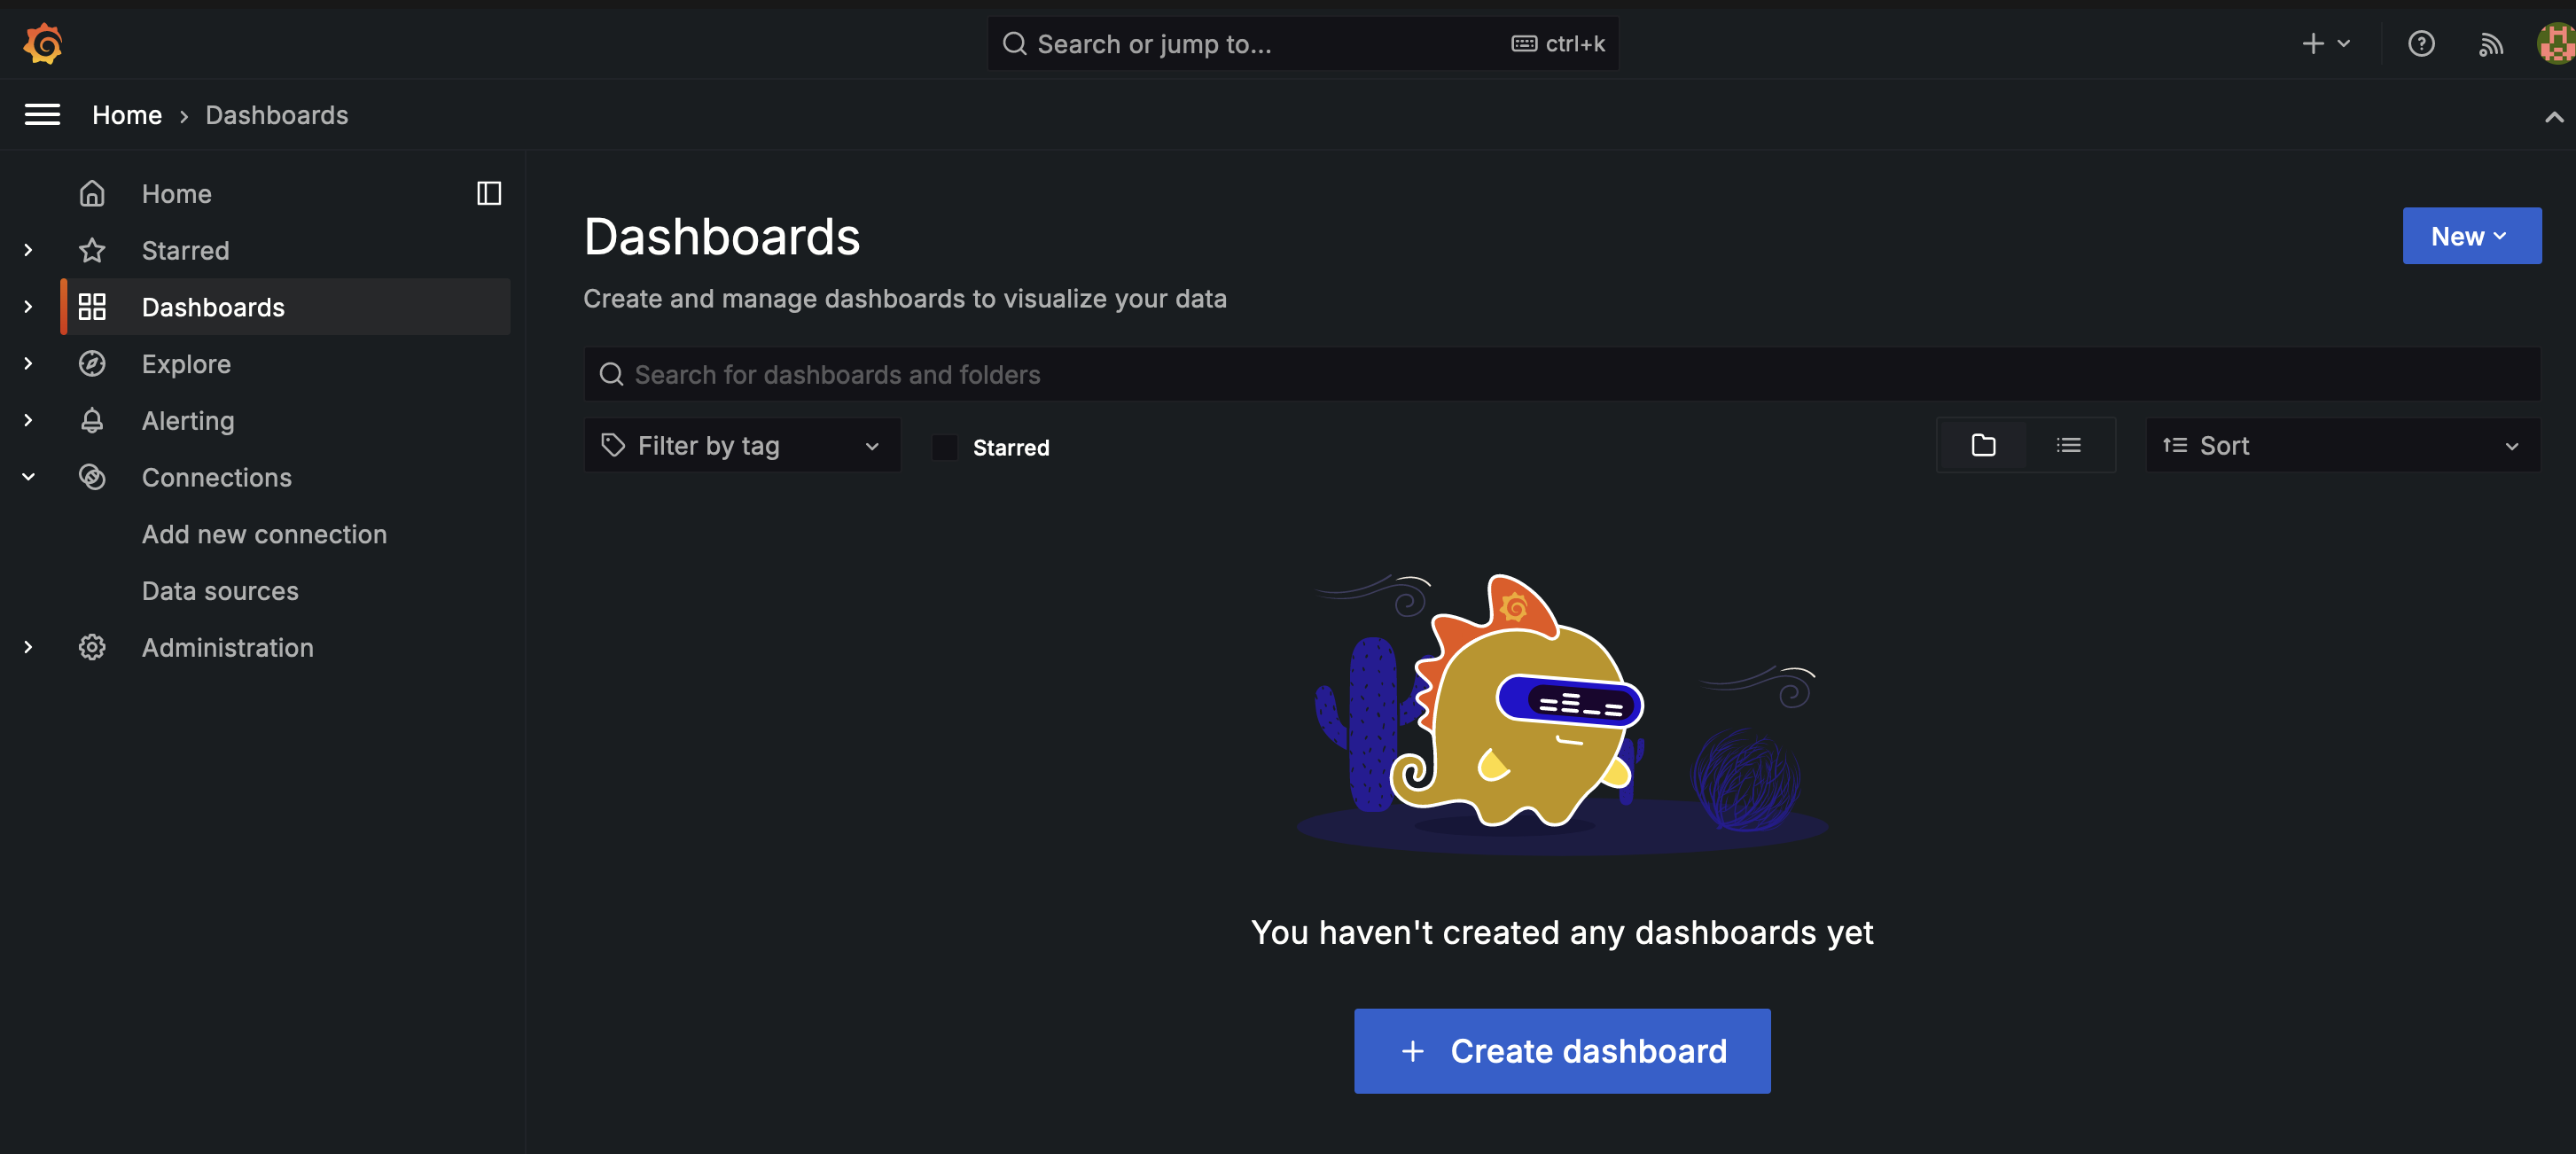 Search or jump to...
ctrl+k
Home
Dashboards
Home
Starred
Dashboards
Explore
Alerting
Connections
Add new connection
Data sources
Administration
Dashboards
New
Create and manage dashboards to visualize your data
Search for dashboards and folders
Filter by tag
Starred
Sort
You haven't created any dashboards yet
Create dashboard